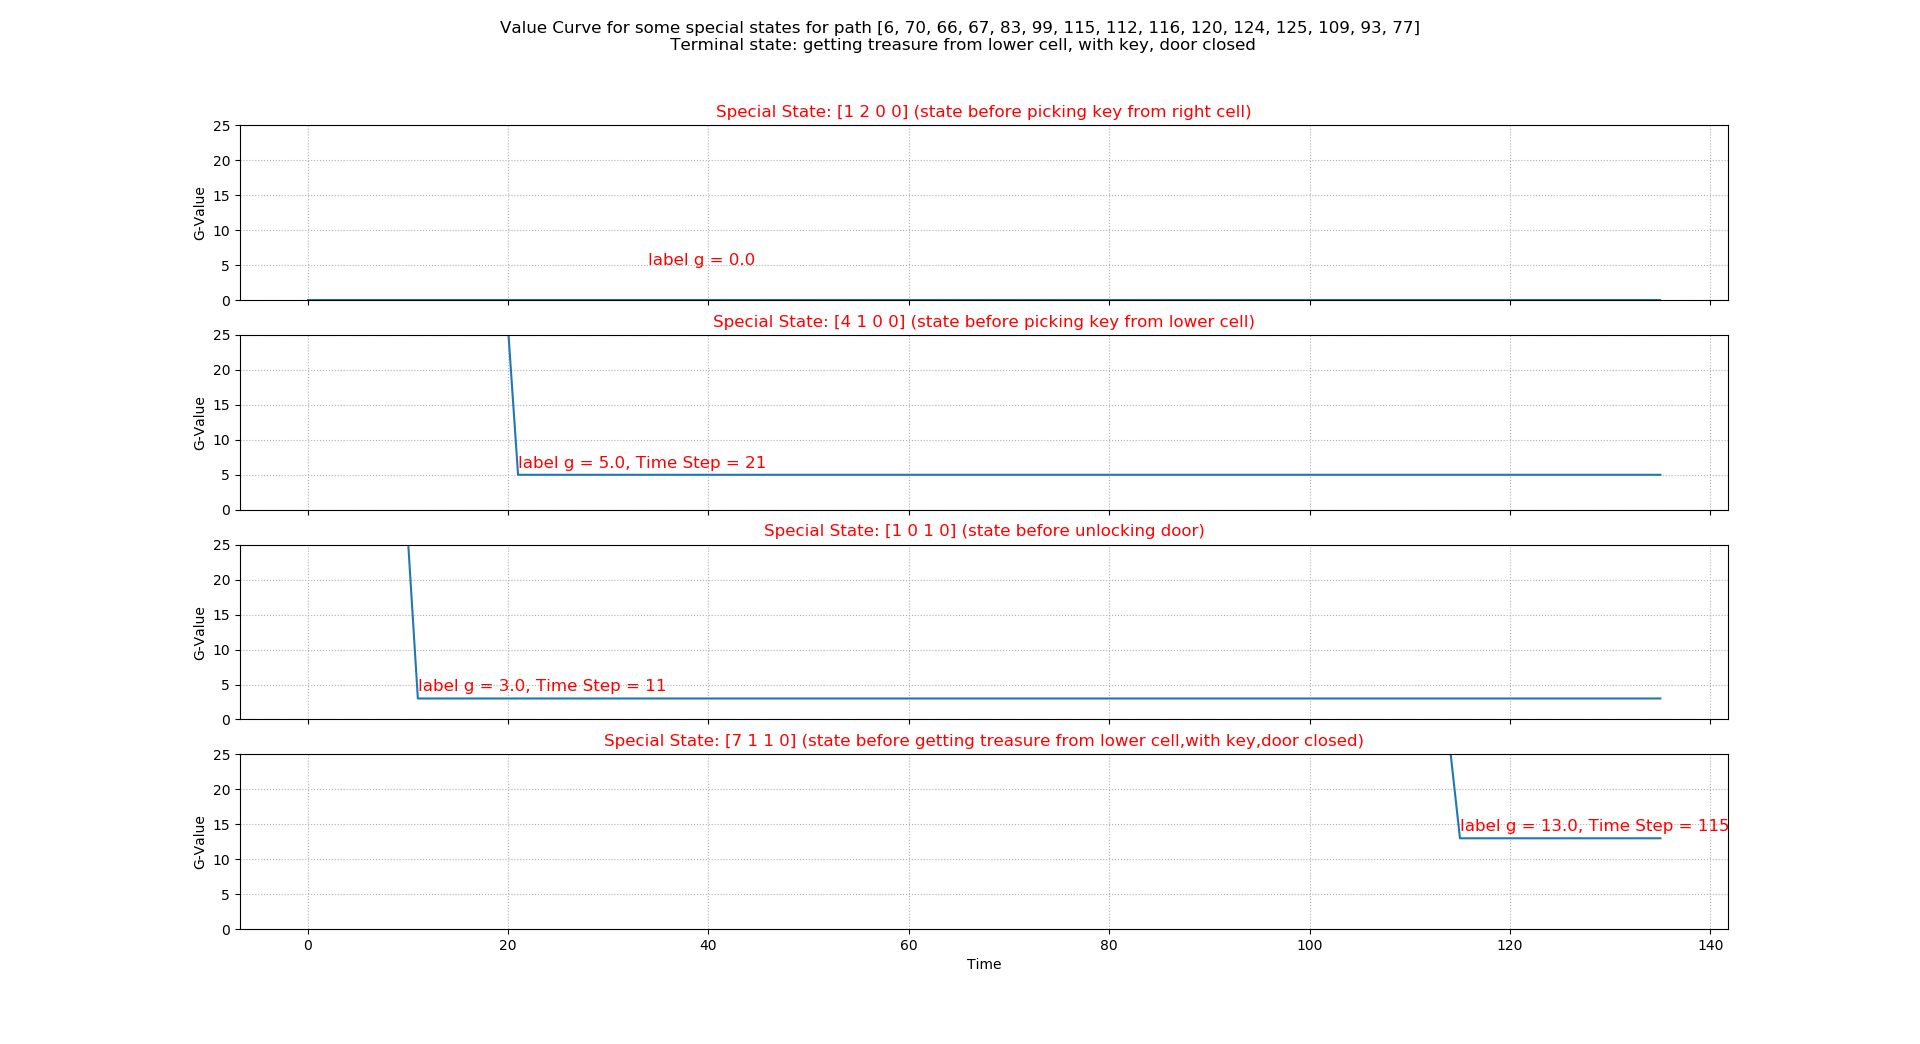 Value Curve for some special states for path [6, 70, 66, 67, 83, 99, 115, 112, 116, 120, 124, 125, 109, 93, 77]
Terminal state: getting treasure from lower cell, with key, door closed
Special State: [1 2 0 0] (state before picking key from right cell)
25
20
15
10
5
0
G-Value
label g = 0.0
Special State: [4 1 0 0] (state before picking key from lower cell)
25
20
15
10
5
0
G-Value
label g = 5.0, Time Step = 21
Special State: [1 0 1 0] (state before unlocking door)
25
20
15
10
5
0
G-Value
label g = 3.0, Time Step = 11
Special State: [7 1 1 0] (state before getting treasure from lower cell,with key,door closed)
25
20
15
10
5
0
G-Value
label g = 13.0, Time Step = 115
0 20 40 60 80 100 120 140
Time